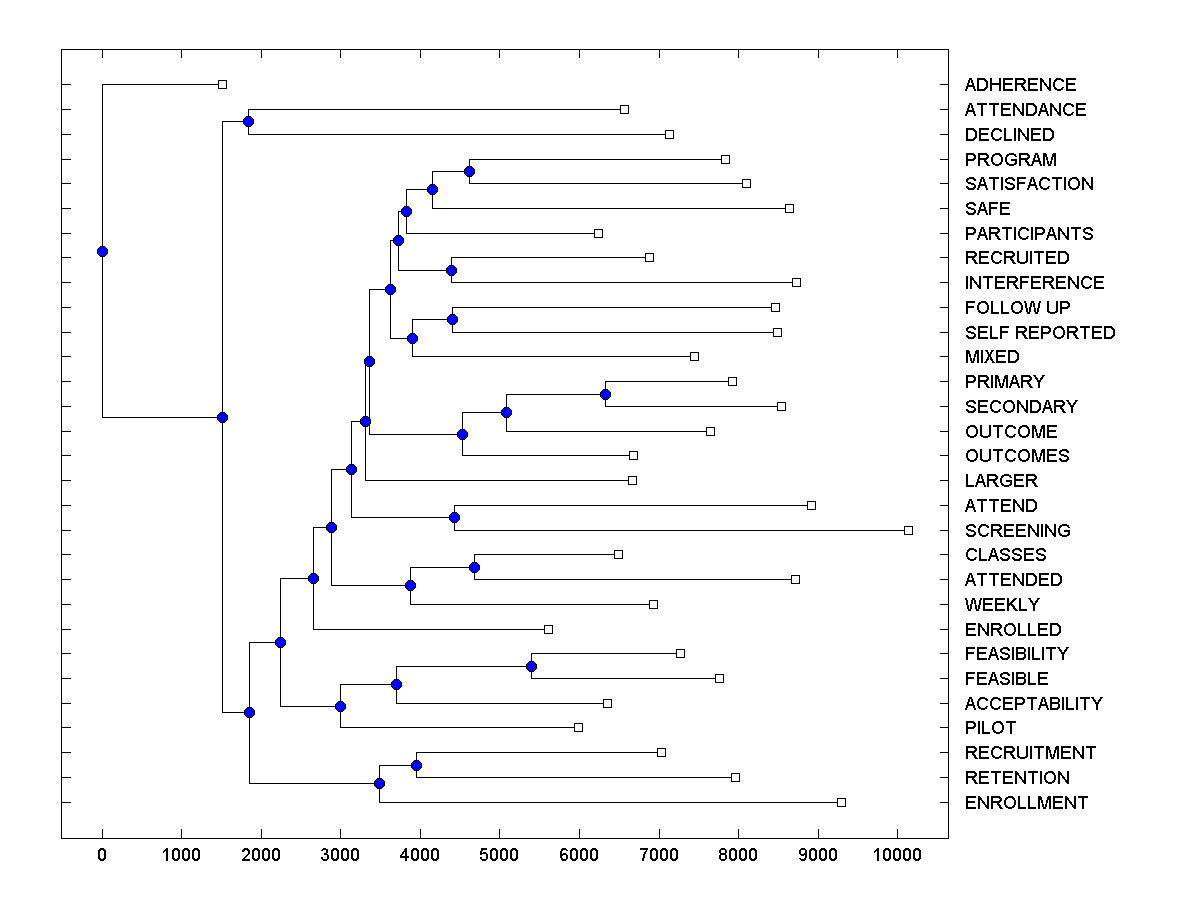 ADHERENCE
ATTENDANCE
DECLINED
PROGRAM
SATISFACTION
SAFE
PARTICIPANTS
RECRUITED
INTERFERENCE
FOLLOW UP
SELF REPORTED
MIXED
PRIMARY
SECONDARY
OUTCOME
OUTCOMES
LARGER
ATTEND
SCREENING
CLASSES
ATTENDED
WEEKLY
ENROLLED
FEASIBILITY
FEASIBLE
ACCEPTABILITY
PILOT
RECRUITMENT
RETENTION
ENROLLMENT
0 1000 2000 3000 4000 5000 6000 7000 8000 9000 10000